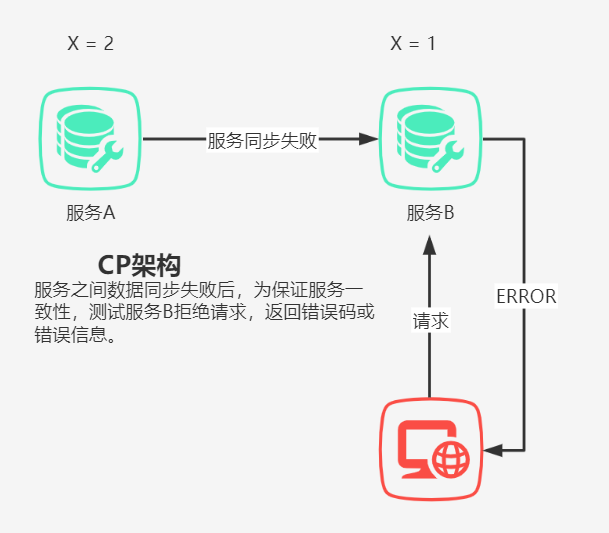 X = 2
X = 1
服务同步失败
服务A
服务B
CP架构
服务之间数据同步失败后，为保证服务一
致性，测试服务B拒绝请求，返回错误码或
错误信息。
ERROR
请求